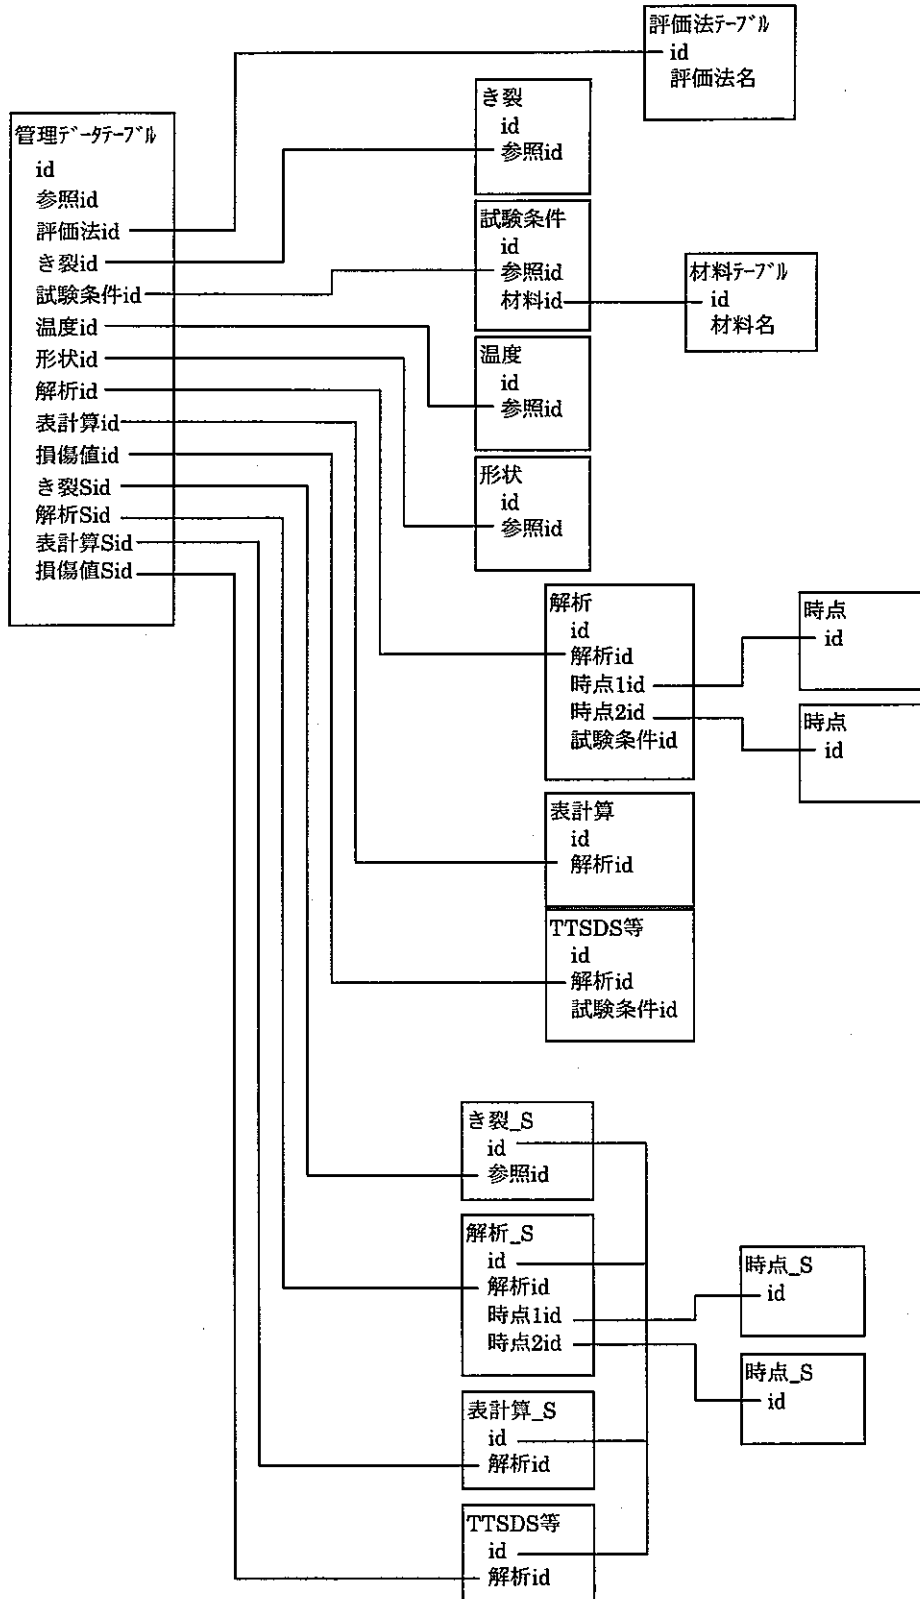 評価法テーブル
id
評価法名
き裂
id
参照id
管理データテーブル
id
参照id
評価法id
き裂id
試験条件id
温度id
形状id
解析id
表計算id
損傷値id
き裂Sid
解析Sid
表計算Sid
損傷値Sid
試験条件
id
参照id
材料id
材料テーブル
id
材料名
温度
id
参照id
形状
id
参照id
解析
id
解析id
時点1id
時点2id
試験条件id
時点
id
時点
id
表計算
id
解析id
TTSDS等
id
解析id
試験条件id
き裂_S
id
参照id
解析_S
id
解析id
時点1id
時点2id
時点_S
id
時点_S
id
表計算_S
id
解析id
TTSDS等
id
解析id